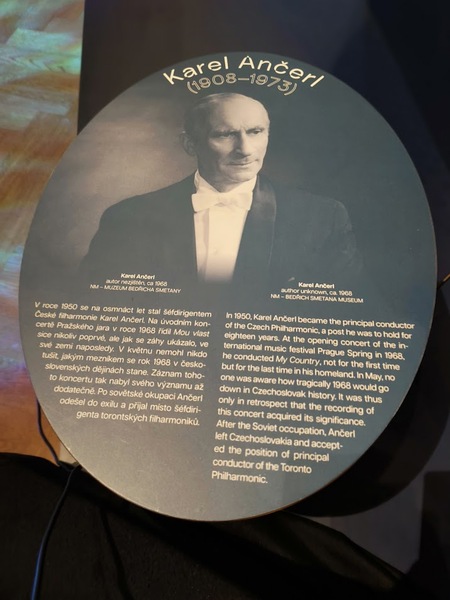 Karel Ančerl
(1908–1973)
Karel Ančerl
autor nezjištěn, ca 1968
NM – MUZEUM BEDŘICHA SMETANY
V roce 1950 se na osmnáct let stal šéfdirigentem
České filharmonie Karel Ančerl. Na úvodním kon-
certě Pražského jara v roce 1968 řídil Mou vlast
sice nikoliv poprvé, ale jak se záhy ukázalo, ve
své zemi naposledy. V květnu nemohl nikdo
tušit, jakým mezníkem se rok 1968 v česko-
slovenských dějinách stane. Záznam toho-
to koncertu tak nabyl svého významu až
dodatečně. Po sovětské okupaci Ančerl
odešel do exilu a přijal místo šéfdiri-
genta torontských filharmoniků.
Karel Ančerl
author unknown, ca. 1968
NM – BEDŘICH SMETANA MUSEUM
In 1950, Karel Ančerl became the principal conductor
of the Czech Philharmonic, a post he was to hold for
eighteen years. At the opening concert of the in-
ternational music festival Prague Spring in 1968,
he conducted My Country, not for the first time
but for the last time in his homeland. In May, no
one was aware how tragically 1968 would go
down in Czechoslovak history. It was thus
only in retrospect that the recording of
this concert acquired its significance.
After the Soviet occupation, Ančerl
left Czechoslovakia and accept-
ed the position of principal
conductor of the Toronto
Philharmonic.